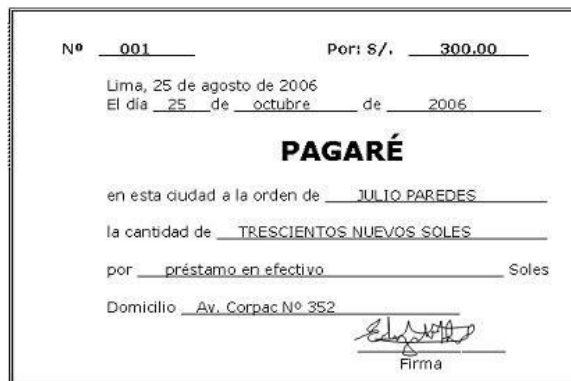 Nº 001 Por: S/. 300.00
Lima, 25 de agosto de 2006
El día 25 de octubre de 2006
PAGARÉ
en esta ciudad a la orden de JULIO PAREDES
la cantidad de TRESCIENTOS NUEVOS SOLES
por préstamo en efectivo Soles
Domicilio Av. Corpac Nº 352
Firma